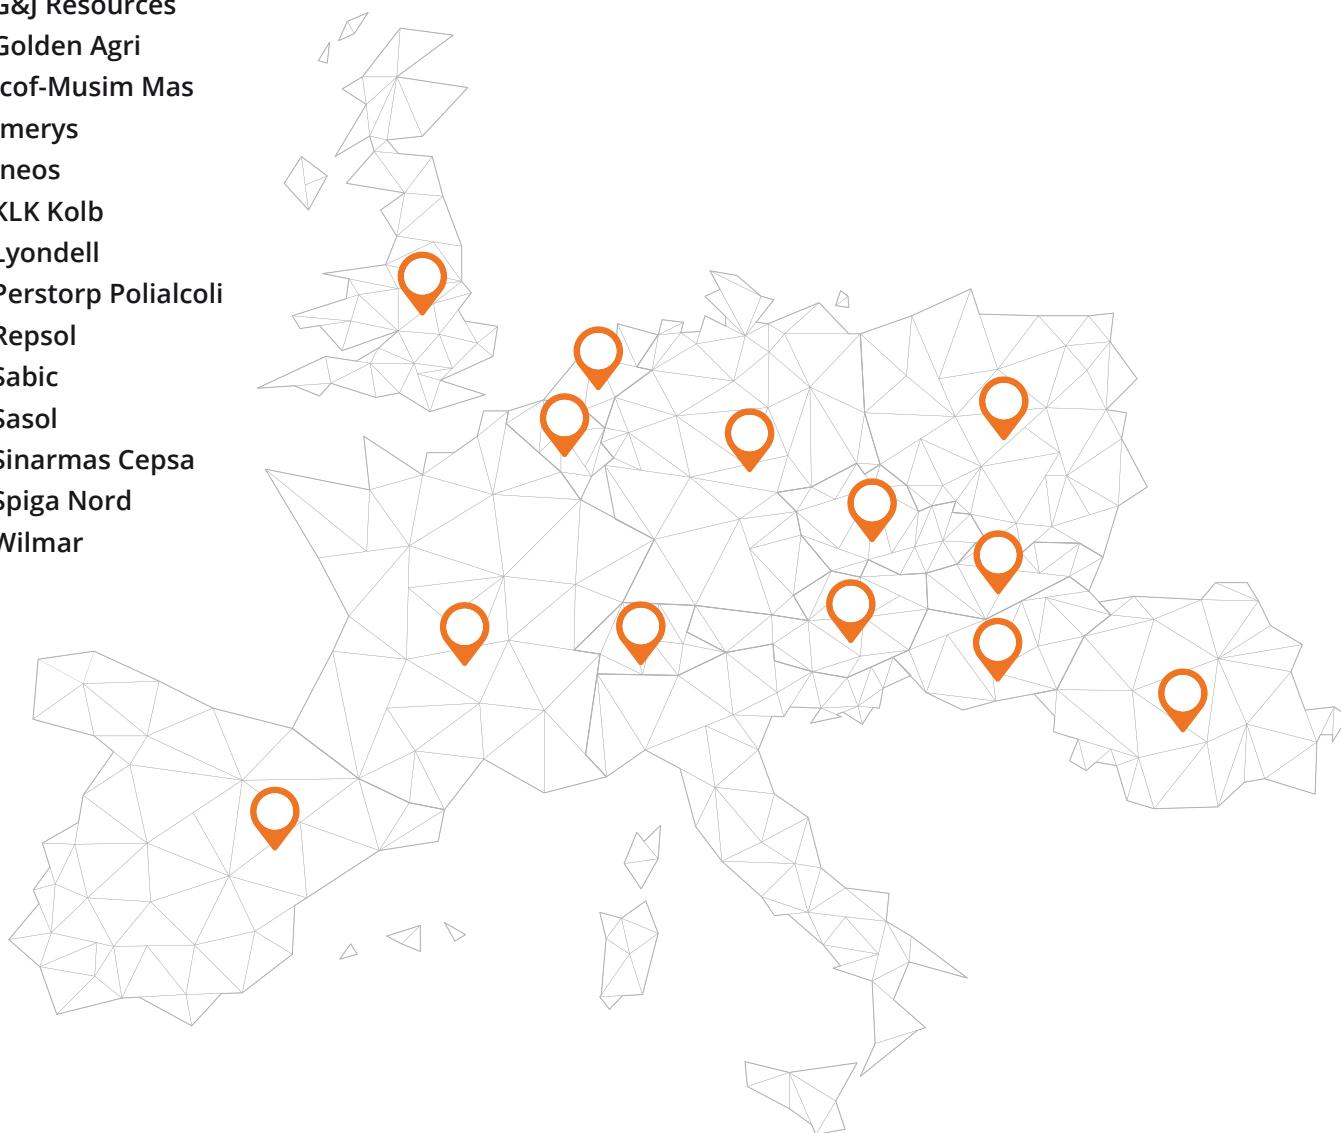 G&J Resources
Golden Agri
cof-Musim Mas
merys
neos
KLK Kolb
Lyondell
Perstorp Polialcoli
Repsol
Sabic
Sasol
Sinarmas Cepsa
Spiga Nord
Wilmar